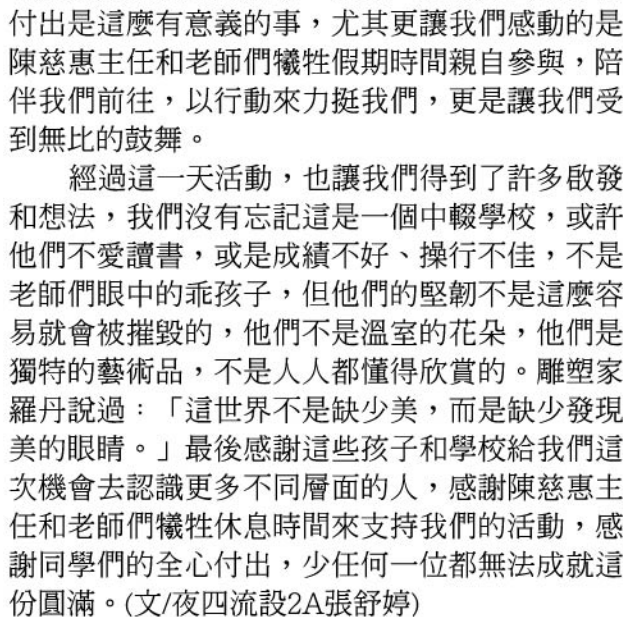 付出是這麼有意義的事，尤其更讓我們感動的是
陳慈惠主任和老師們犧牲假期時間親自參與，陪
伴我們前往，以行動來力挺我們，更是讓我們受
到無比的鼓舞。
經過這一天活動，也讓我們得到了許多啟發
和想法，我們沒有忘記這是一個中輟學校，或許
他們不愛讀書，或是成績不好、操行不佳，不是
老師們眼中的乖孩子，但他們的堅韌不是這麼容
易就會被摧毀的，他們不是溫室的花朵，他們是
獨特的藝術品，不是人人都懂得欣賞的。雕塑家
羅丹說過：「這世界不是缺少美，而是缺少發現
美的眼睛。」最後感謝這些孩子和學校給我們這
次機會去認識更多不同層面的人，感謝陳慈惠主
任和老師們犧牲休息時間來支持我們的活動，感
謝同學們的全心付出，少任何一位都無法成就這
份圓滿。(文/夜四流設2A張舒婷)